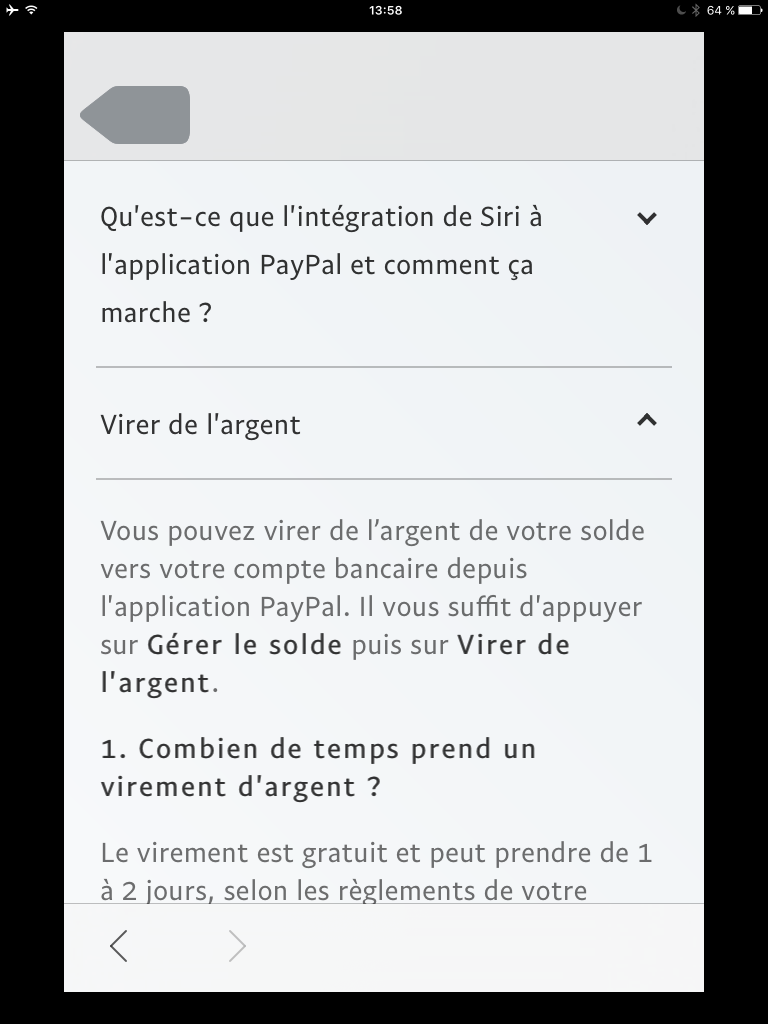 13:58
64 %
Qu'est-ce que l'intégration de Siri à
l'application PayPal et comment ça
marche ?
Virer de l'argent
Vous pouvez virer de l’argent de votre solde
vers votre compte bancaire depuis
l'application PayPal. Il vous suffit d'appuyer
sur Gérer le solde puis sur Virer de
l'argent.
1. Combien de temps prend un
virement d'argent ?
Le virement est gratuit et peut prendre de 1
à 2 jours, selon les règlements de votre